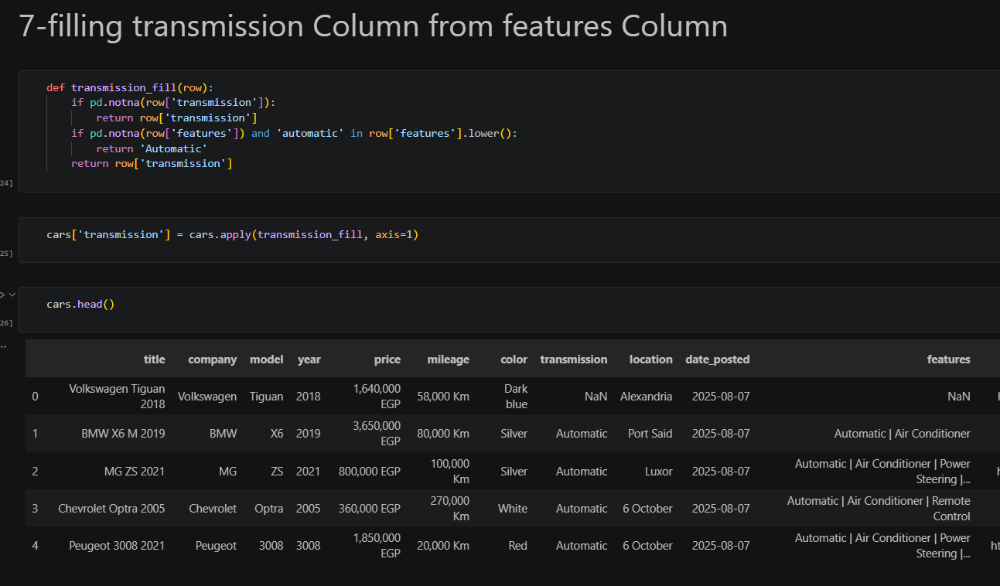 7-filling transmission Column from features Column
def transmission_fill(row):
    if pd.notna(row['transmission']):
        return row['transmission']
    if pd.notna(row['features']) and 'automatic' in row['features'].lower():
        return 'Automatic'
    return row['transmission']
24]
cars['transmission'] = cars.apply(transmission_fill, axis=1)
25]
cars.head()
26]
title company model year price mileage color transmission location date_posted features
0 Volkswagen Tiguan 2018 Volkswagen Tiguan 2018 1,640,000 EGP 58,000 Km Dark blue NaN Alexandria 2025-08-07 NaN
1 BMW X6 M 2019 BMW X6 2019 3,650,000 EGP 80,000 Km Silver Automatic Port Said 2025-08-07 Automatic | Air Conditioner
2 MG ZS 2021 MG ZS 2021 800,000 EGP 100,000 Km Silver Automatic Luxor 2025-08-07 Automatic | Air Conditioner | Power Steering |...
3 Chevrolet Optra 2005 Chevrolet Optra 2005 360,000 EGP 270,000 Km White Automatic 6 October 2025-08-07 Automatic | Air Conditioner | Remote Control
4 Peugeot 3008 2021 Peugeot 3008 3008 1,850,000 EGP 20,000 Km Red Automatic 6 October 2025-08-07 Automatic | Air Conditioner | Power Steering |... ht